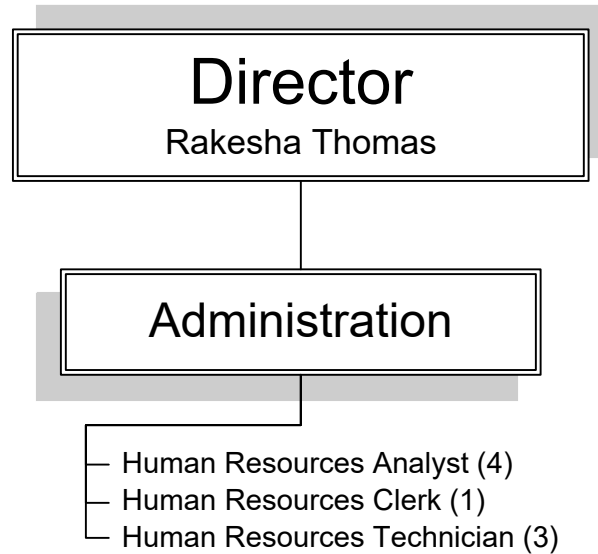 Director
Rakesha Thomas
Administration
Human Resources Analyst (4)
Human Resources Clerk (1)
Human Resources Technician (3)